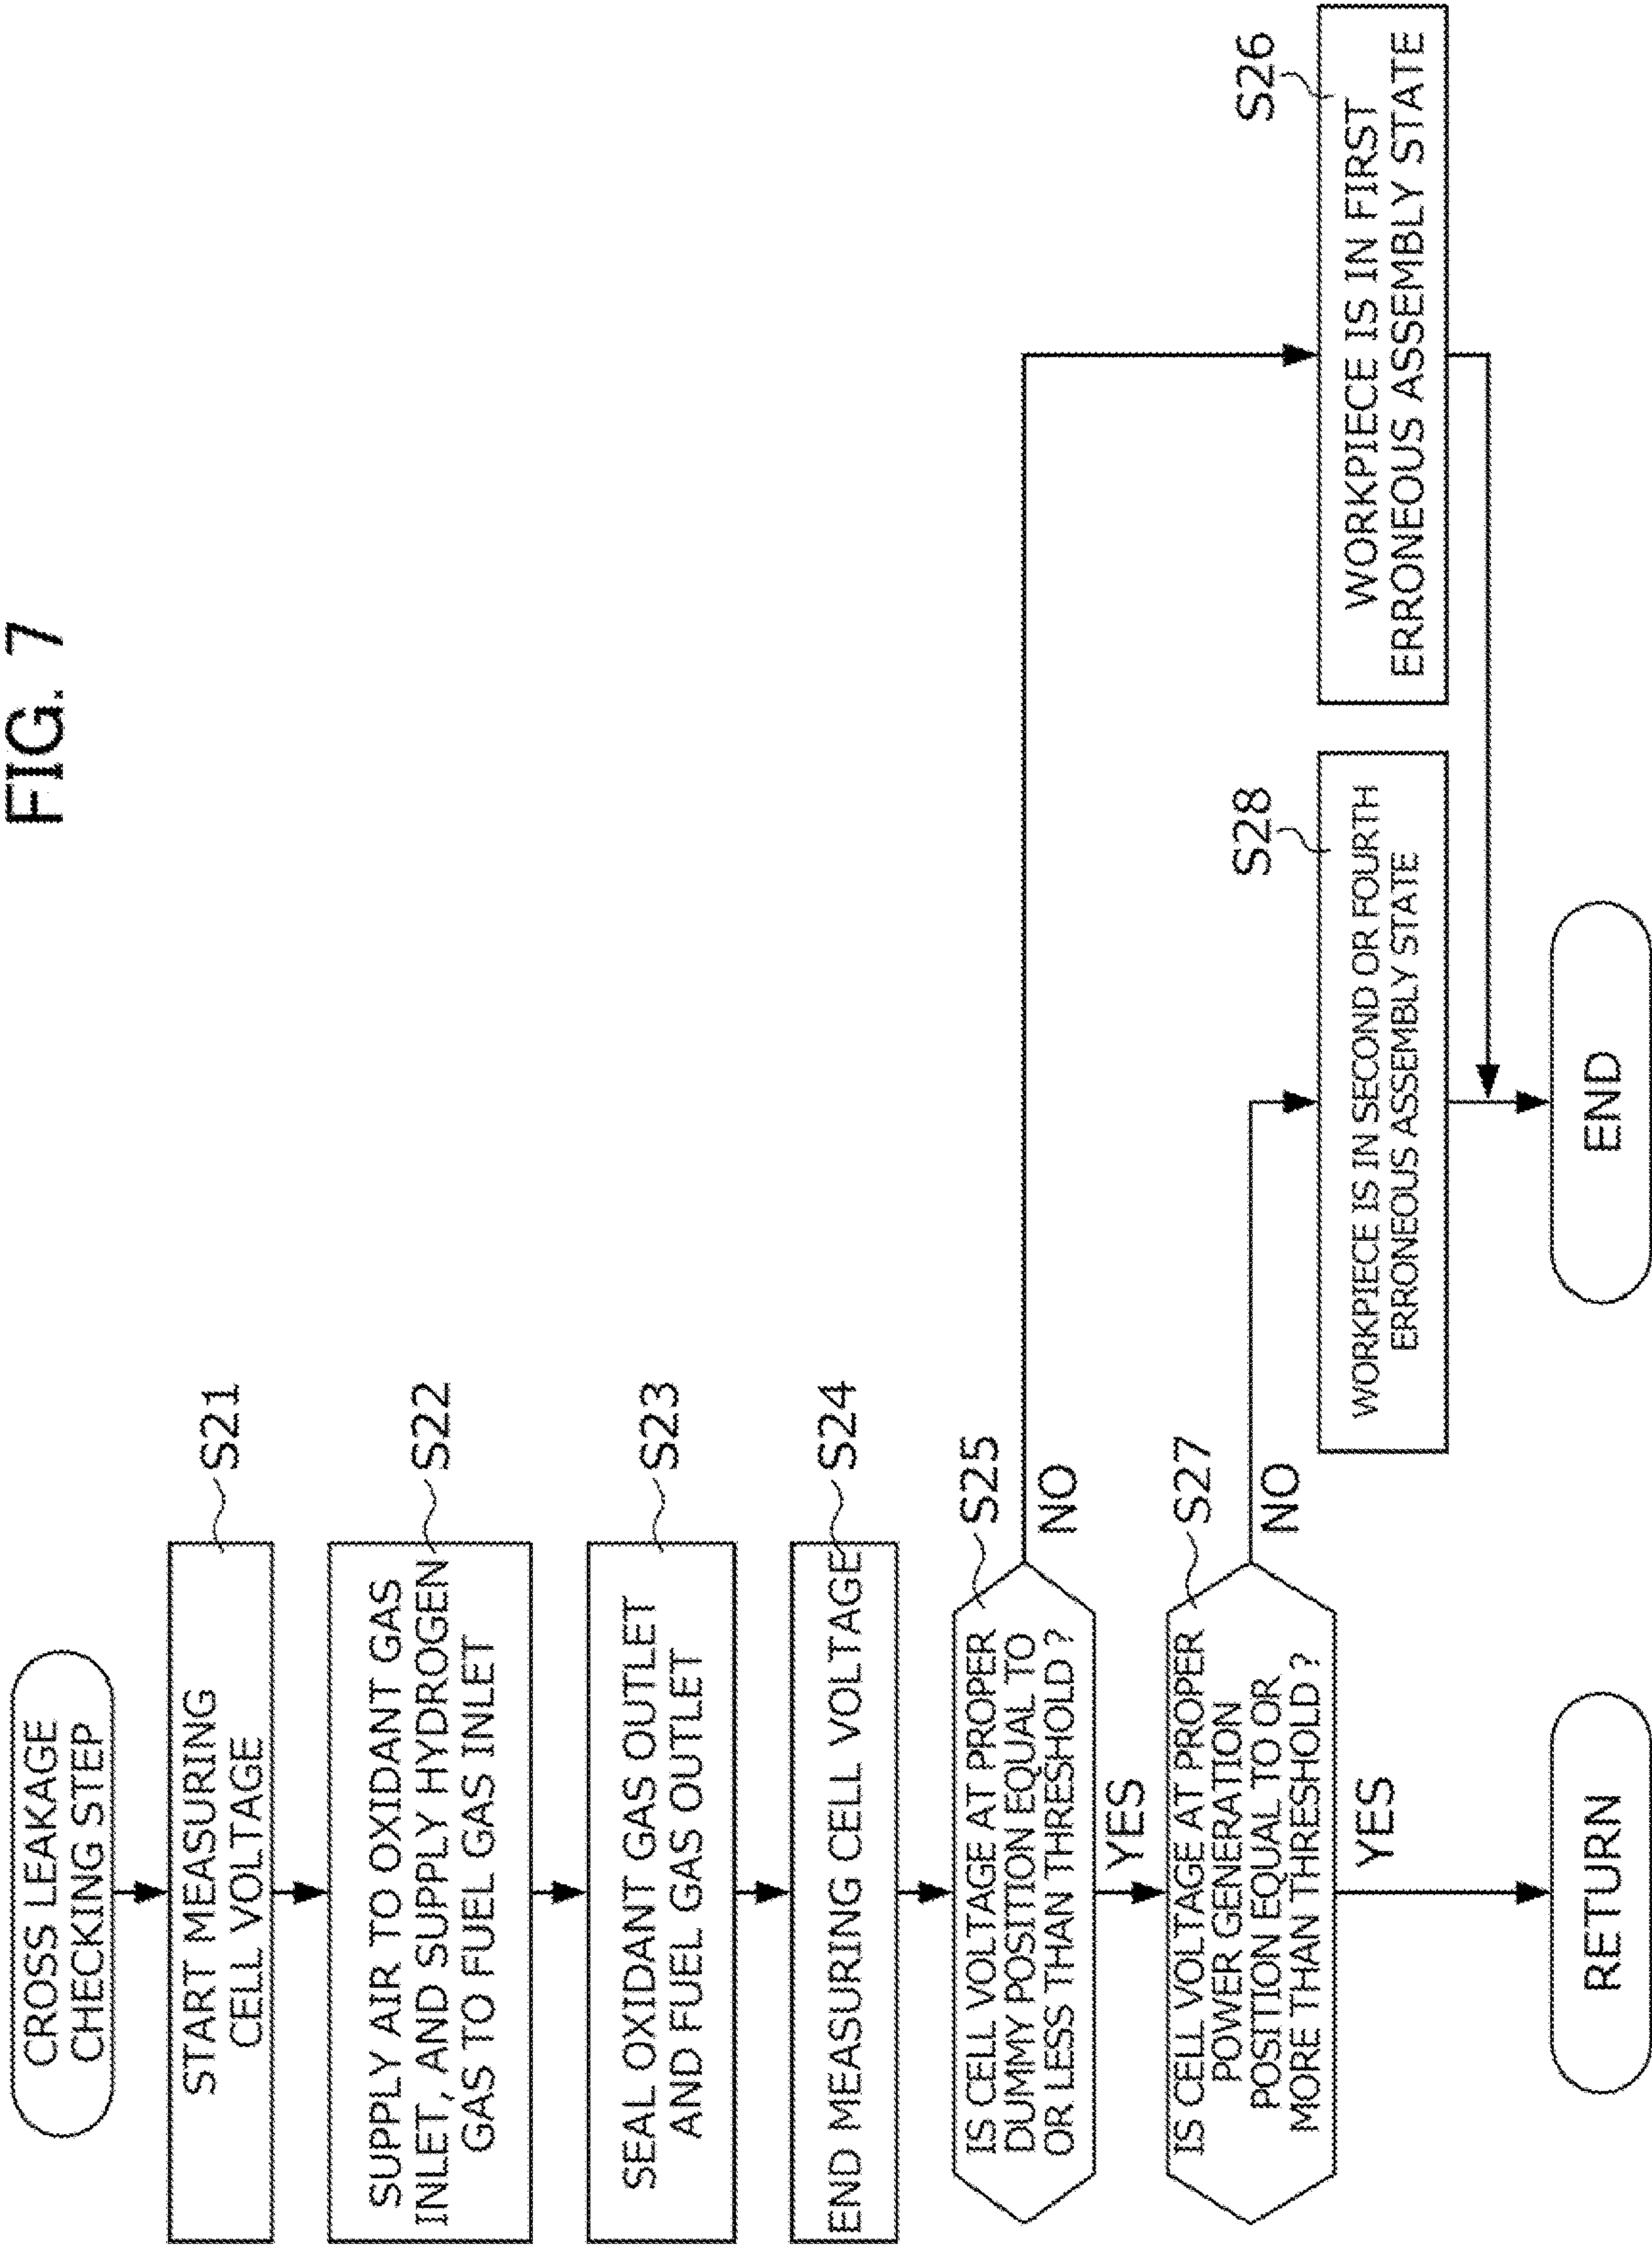 FIG. 7
CROSS LEAKAGE
CHECKING STEP
S21
START MEASURING
CELL VOLTAGE
S22
SUPPLY AIR TO OXIDANT GAS
INLET, AND SUPPLY HYDROGEN
GAS TO FUEL GAS INLET
S23
SEAL OXIDANT GAS OUTLET
AND FUEL GAS OUTLET
S24
END MEASURING CELL VOLTAGE
S25
IS CELL VOLTAGE AT PROPER
DUMMY POSITION EQUAL TO
OR LESS THAN THRESHOLD ?
NO
YES
S27
IS CELL VOLTAGE AT PROPER
POWER GENERATION
POSITION EQUAL TO OR
MORE THAN THRESHOLD ?
NO
YES
S28
WORKPIECE IS IN SECOND OR FOURTH
ERRONEOUS ASSEMBLY STATE
S26
WORKPIECE IS IN FIRST
ERRONEOUS ASSEMBLY STATE
RETURN
END